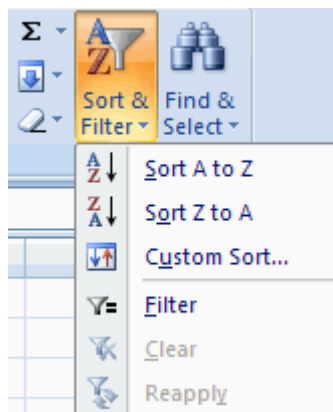 Σ
A
Z
Sort &
Filter
Find &
Select
A
Z
Sort A to Z
Z
A
Sort Z to A
Custom Sort...
Filter
Clear
Reapply